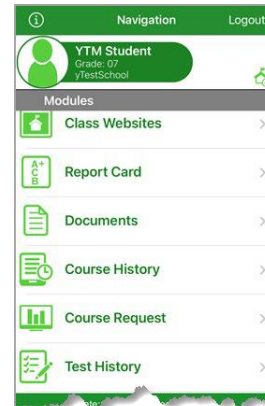 Navigation
Logout
YTM Student
Grade: 07
yTestSchool
Modules
Class Websites
A+
C
B
Report Card
Documents
Course History
Course Request
Test History